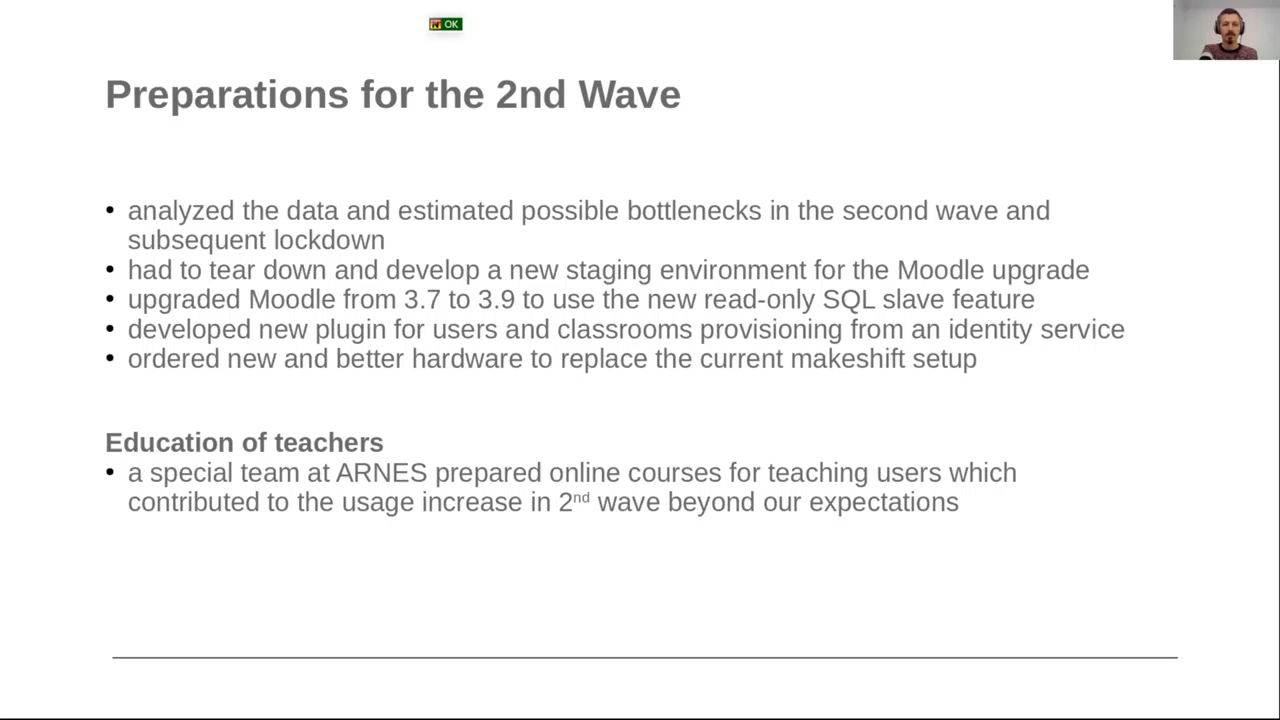 OK
Preparations for the 2nd Wave
• analyzed the data and estimated possible bottlenecks in the second wave and
subsequent lockdown
• had to tear down and develop a new staging environment for the Moodle upgrade
• upgraded Moodle from 3.7 to 3.9 to use the new read-only SQL slave feature
• developed new plugin for users and classrooms provisioning from an identity service
• ordered new and better hardware to replace the current makeshift setup
Education of teachers
• a special team at ARNES prepared online courses for teaching users which
contributed to the usage increase in 2nd wave beyond our expectations